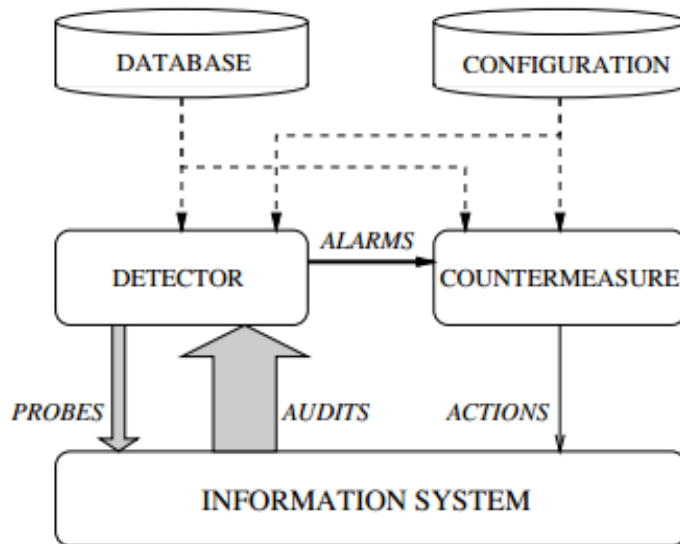 DATABASE
CONFIGURATION
ALARMS
DETECTOR
COUNTERMEASURE
PROBES
AUDITS
ACTIONS
INFORMATION SYSTEM